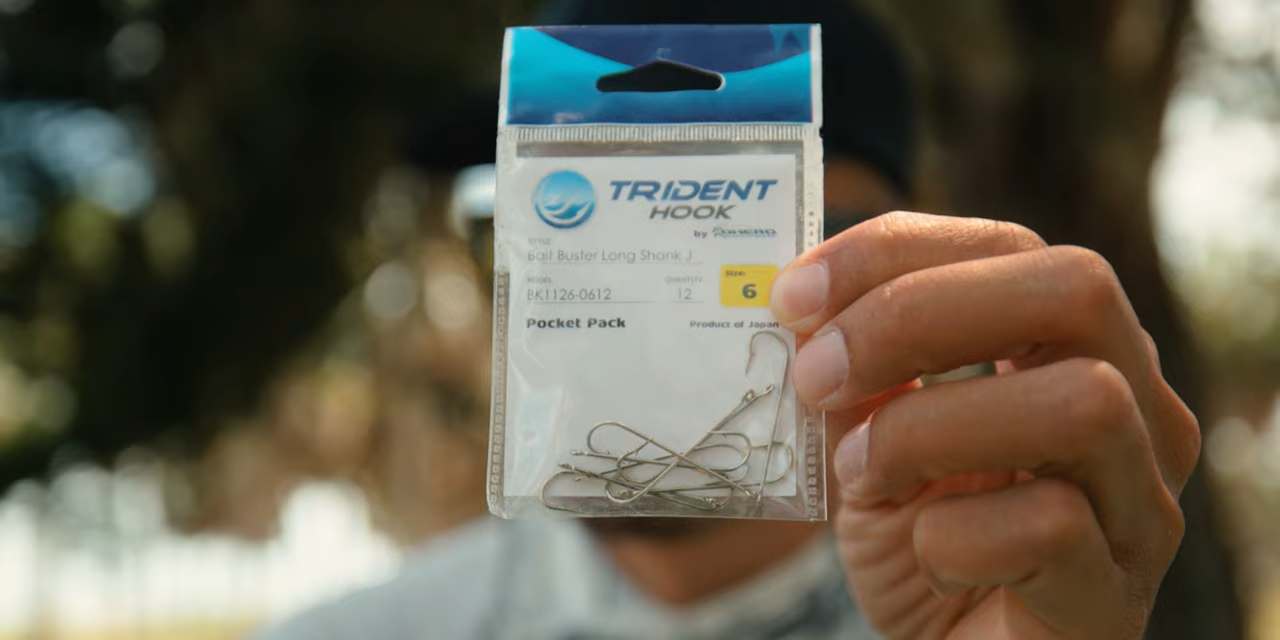 TRIDENT
HOOK
by
STYLE
Bait Buster Long Shank J
MODEL QUANTITY
BK1126-0612 12
Size:
6
Pocket Pack Product of Japan